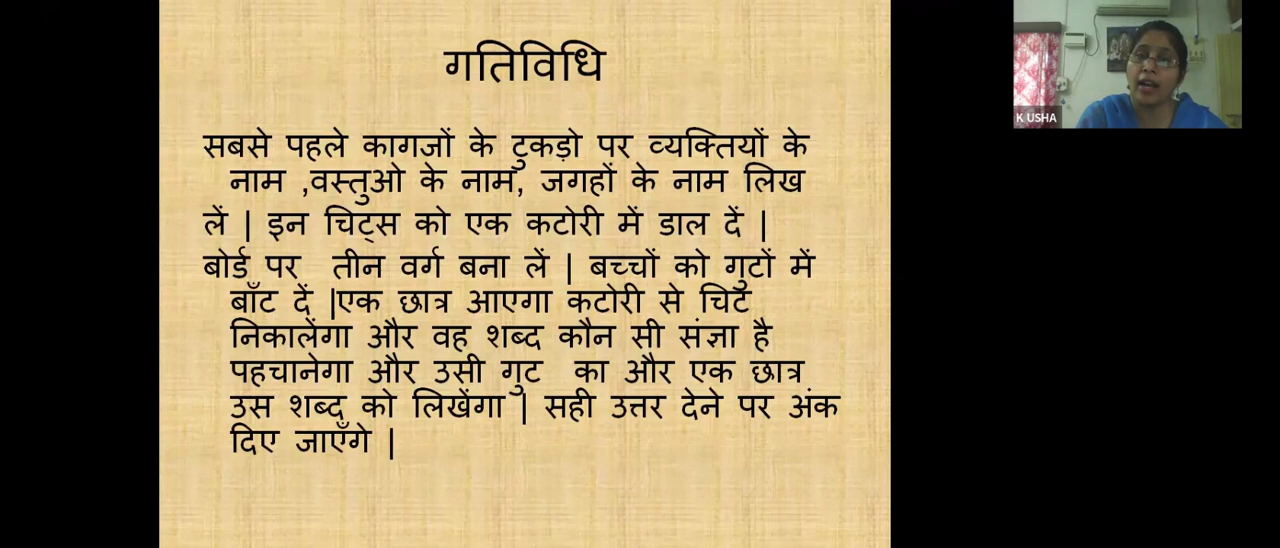 गतिविधि
सबसे पहले कागजों के टुकड़ो पर व्यक्तियों के
नाम ,वस्तुओ के नाम, जगहों के नाम लिख
लें | इन चिट्स को एक कटोरी में डाल दें |
बोर्ड पर तीन वर्ग बना लें | बच्चों को गुटों में
बाँट दें |एक छात्र आएगा कटोरी से चिट
निकालेंगा और वह शब्द कौन सी संज्ञा है
पहचानेगा और उसी गुट का और एक छात्र
उस शब्द को लिखेंगा | सही उत्तर देने पर अंक
दिए जाएँगे |
K USHA